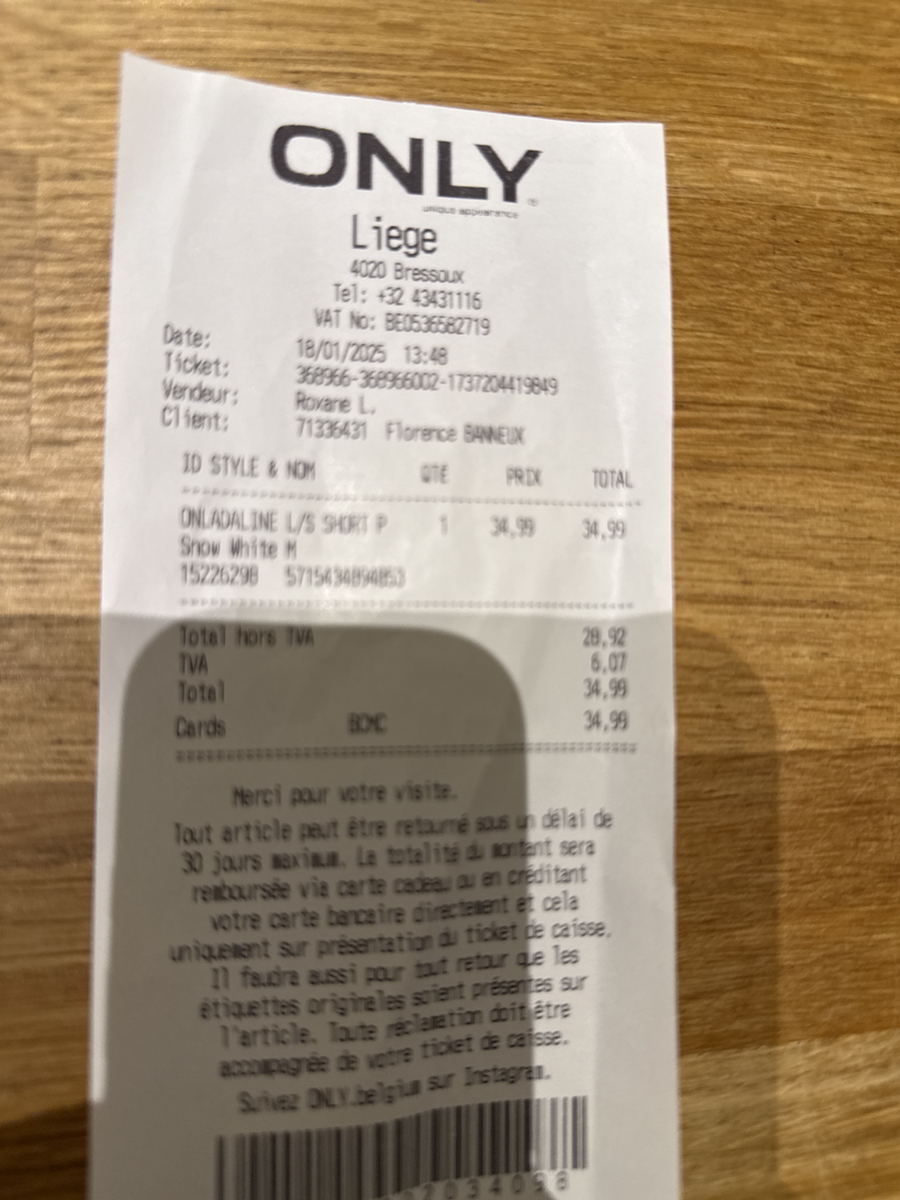 ONLY
unique appearance
Liege
4020 Bressoux
Tel: +32 43431116
VAT No: BE0536582719
Date: 18/01/2025 13:48
Ticket: 368966-368966002-1737204419849
Vendeur: Roxane L.
Client: 71336431 Florence BANNEUX
ID STYLE & NOM QTE PRIX TOTAL
ONLADALINE L/S SHORT P 1 34,99 34,99
Snow White M
15226298 5715434894853
Total hors TVA 28,92
TVA 6,07
Total 34,99
Cards BCMC 34,99
Merci pour votre visite.
Tout article peut être retourné sous un délai de
30 jours maximum. La totalité du montant sera
remboursée via carte cadeau ou en créditant
votre carte bancaire directement et cela
uniquement sur présentation du ticket de caisse.
Il faudra aussi pour tout retour que les
étiquettes originales soient présentes sur
l'article. Toute réclamation doit être
accompagnée de votre ticket de caisse.
Suivez ONLY.belgium sur Instagram.